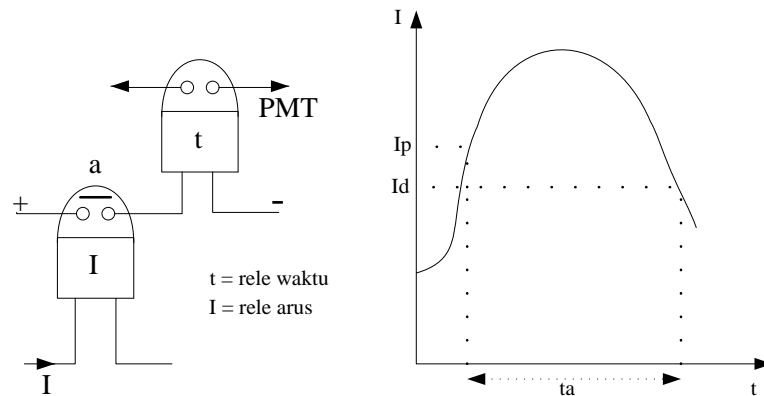 PMT
t
a
+
-
I
t = rele waktu
I = rele arus
I
I
Ip
Id
ta
t